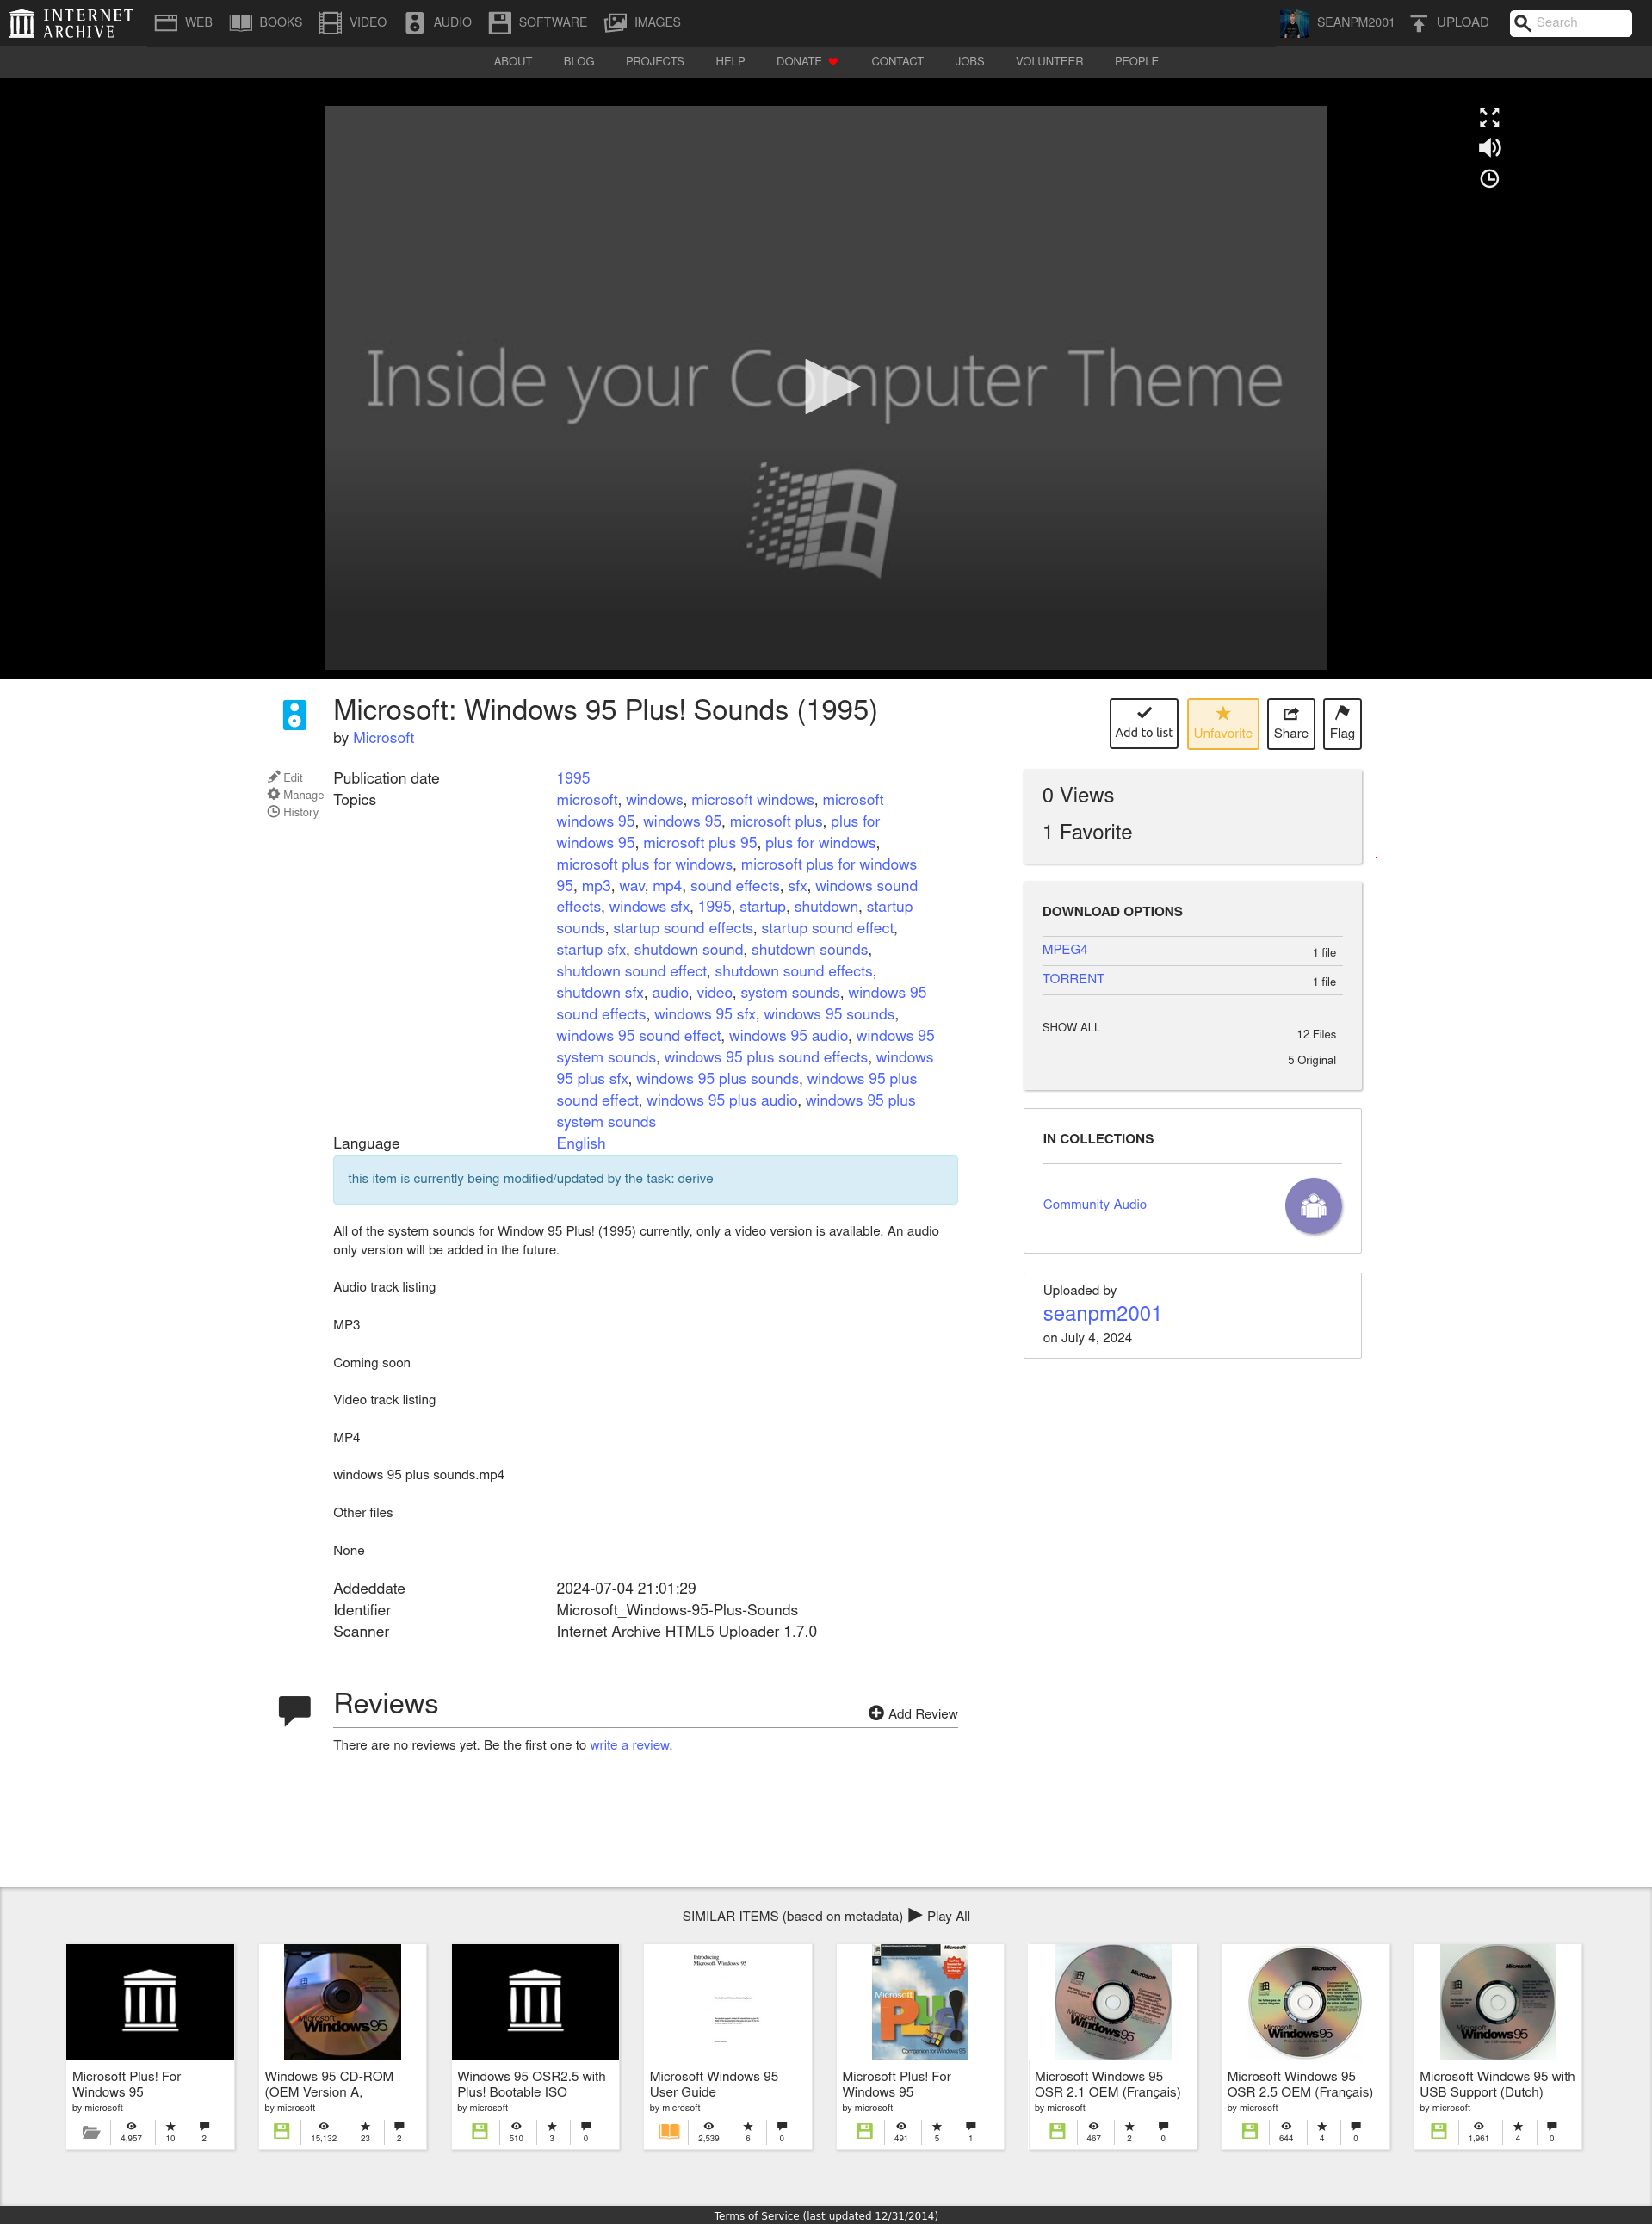 INTERNET ARCHIVE
WEB BOOKS VIDEO AUDIO SOFTWARE IMAGES SEANPM2001 UPLOAD Search
ABOUT BLOG PROJECTS HELP DONATE CONTACT JOBS VOLUNTEER PEOPLE
Inside your Computer Theme
Microsoft: Windows 95 Plus! Sounds (1995)
by Microsoft
Add to list
Unfavorite
Share
Flag
Edit
Manage
History
Publication date 1995
Topics microsoft, windows, microsoft windows, microsoft
windows 95, windows 95, microsoft plus, plus for
windows 95, microsoft plus 95, plus for windows,
microsoft plus for windows, microsoft plus for windows
95, mp3, wav, mp4, sound effects, sfx, windows sound
effects, windows sfx, 1995, startup, shutdown, startup
sounds, startup sound effects, startup sound effect,
startup sfx, shutdown sound, shutdown sounds,
shutdown sound effect, shutdown sound effects,
shutdown sfx, audio, video, system sounds, windows 95
sound effects, windows 95 sfx, windows 95 sounds,
windows 95 sound effect, windows 95 audio, windows 95
system sounds, windows 95 plus sound effects, windows
95 plus sfx, windows 95 plus sounds, windows 95 plus
sound effect, windows 95 plus audio, windows 95 plus
system sounds
Language English
this item is currently being modified/updated by the task: derive
All of the system sounds for Window 95 Plus! (1995) currently, only a video version is available. An audio
only version will be added in the future.
Audio track listing
MP3
Coming soon
Video track listing
MP4
windows 95 plus sounds.mp4
Other files
None
Addeddate 2024-07-04 21:01:29
Identifier Microsoft_Windows-95-Plus-Sounds
Scanner Internet Archive HTML5 Uploader 1.7.0
0 Views
1 Favorite
DOWNLOAD OPTIONS
MPEG4 1 file
TORRENT 1 file
SHOW ALL 12 Files
5 Original
IN COLLECTIONS
Community Audio
Uploaded by
seanpm2001
on July 4, 2024
Reviews
Add Review
There are no reviews yet. Be the first one to write a review.
SIMILAR ITEMS (based on metadata) Play All
Microsoft Plus! For
Windows 95
by microsoft
4,957 10 2
Microsoft
Windows95
Windows 95 CD-ROM
(OEM Version A,
by microsoft
15,132 23 2
Windows 95 OSR2.5 with
Plus! Bootable ISO
by microsoft
510 3 0
Introducing
Microsoft Windows 95
Microsoft Windows 95
User Guide
by microsoft
2,539 6 0
Microsoft
Microsoft
Plus!
Companion for Windows 95
Microsoft Plus! For
Windows 95
by microsoft
491 5 1
Microsoft
Windows95
Microsoft Windows 95
OSR 2.1 OEM (Français)
by microsoft
467 2 0
Microsoft
Windows95
Microsoft Windows 95
OSR 2.5 OEM (Français)
by microsoft
644 4 0
Microsoft
Windows95
Microsoft Windows 95 with
USB Support (Dutch)
by microsoft
1,961 4 0
Terms of Service (last updated 12/31/2014)